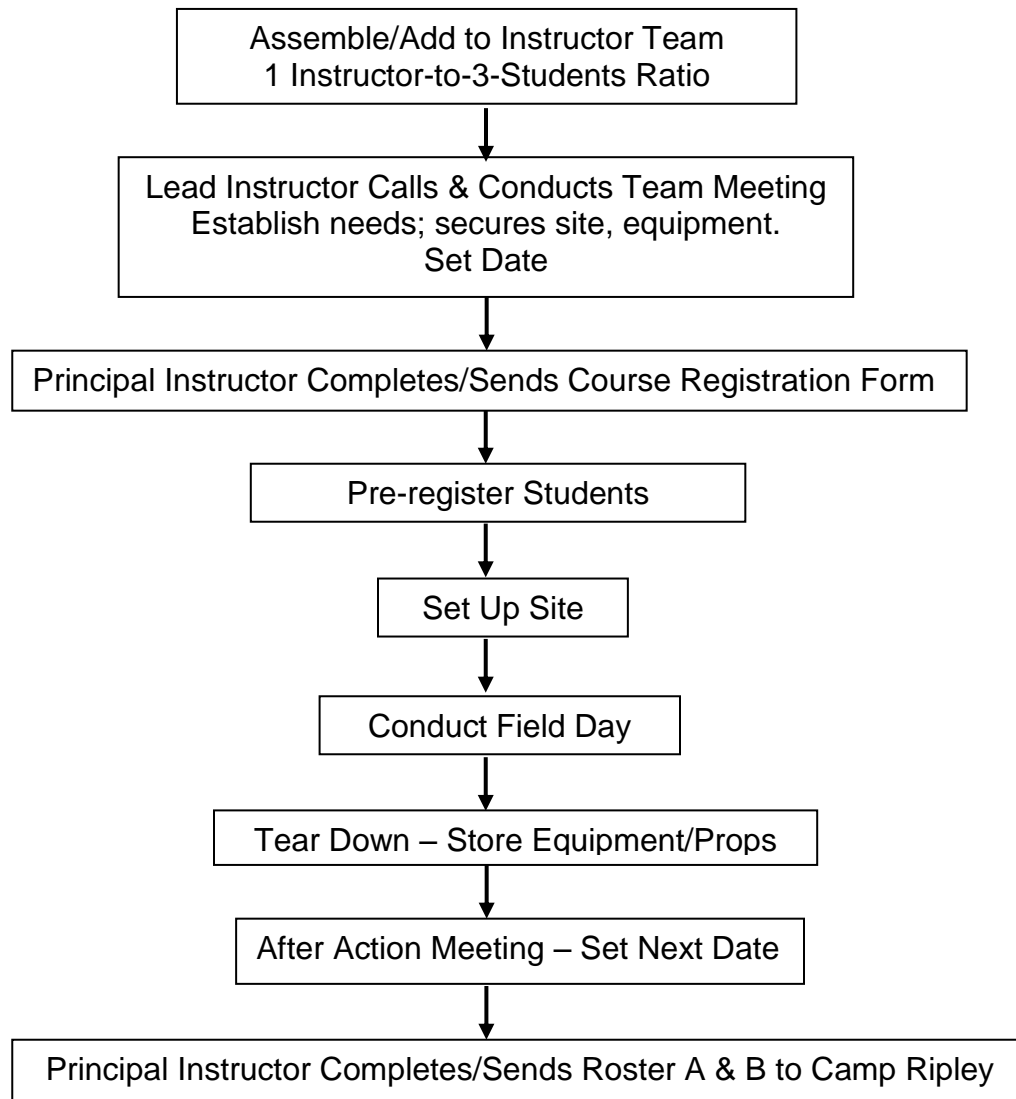 Assemble/Add to Instructor Team
1 Instructor-to-3-Students Ratio
Lead Instructor Calls & Conducts Team Meeting
Establish needs; secures site, equipment.
Set Date
Principal Instructor Completes/Sends Course Registration Form
Pre-register Students
Set Up Site
Conduct Field Day
Tear Down – Store Equipment/Props
After Action Meeting – Set Next Date
Principal Instructor Completes/Sends Roster A & B to Camp Ripley